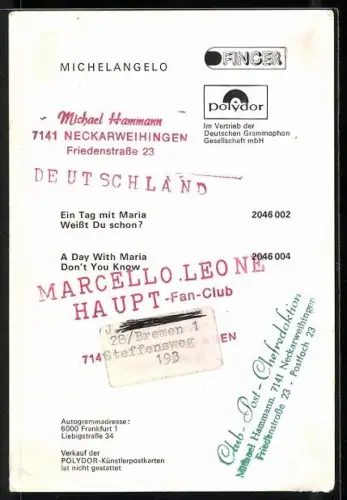 MICHELANGELO
FINGER
polydor
Im Vertrieb der
Deutschen Grammophon
Gesellschaft mbH
Michael Hammann
7141 NECKARWEIHINGEN
Friedenstraße 23
DEUTSCHLAND
Ein Tag mit Maria 2046 002
Weißt Du schon?
A Day With Maria 2046 004
Don't You Know
MARCELLO LEONE
HAUPT-Fan-Club
28/Bremen 1
Steffensweg
193
714
EN
Club-Post-Chefredaktion
Hammann, 7141 Neckarweihingen
Friedenstraße 23 - Postfach 23
Autogrammadresse:
6000 Frankfurt 1
Liebigstraße 34
Verkauf der
POLYDOR-Künstlerpostkarten
ist nicht gestattet